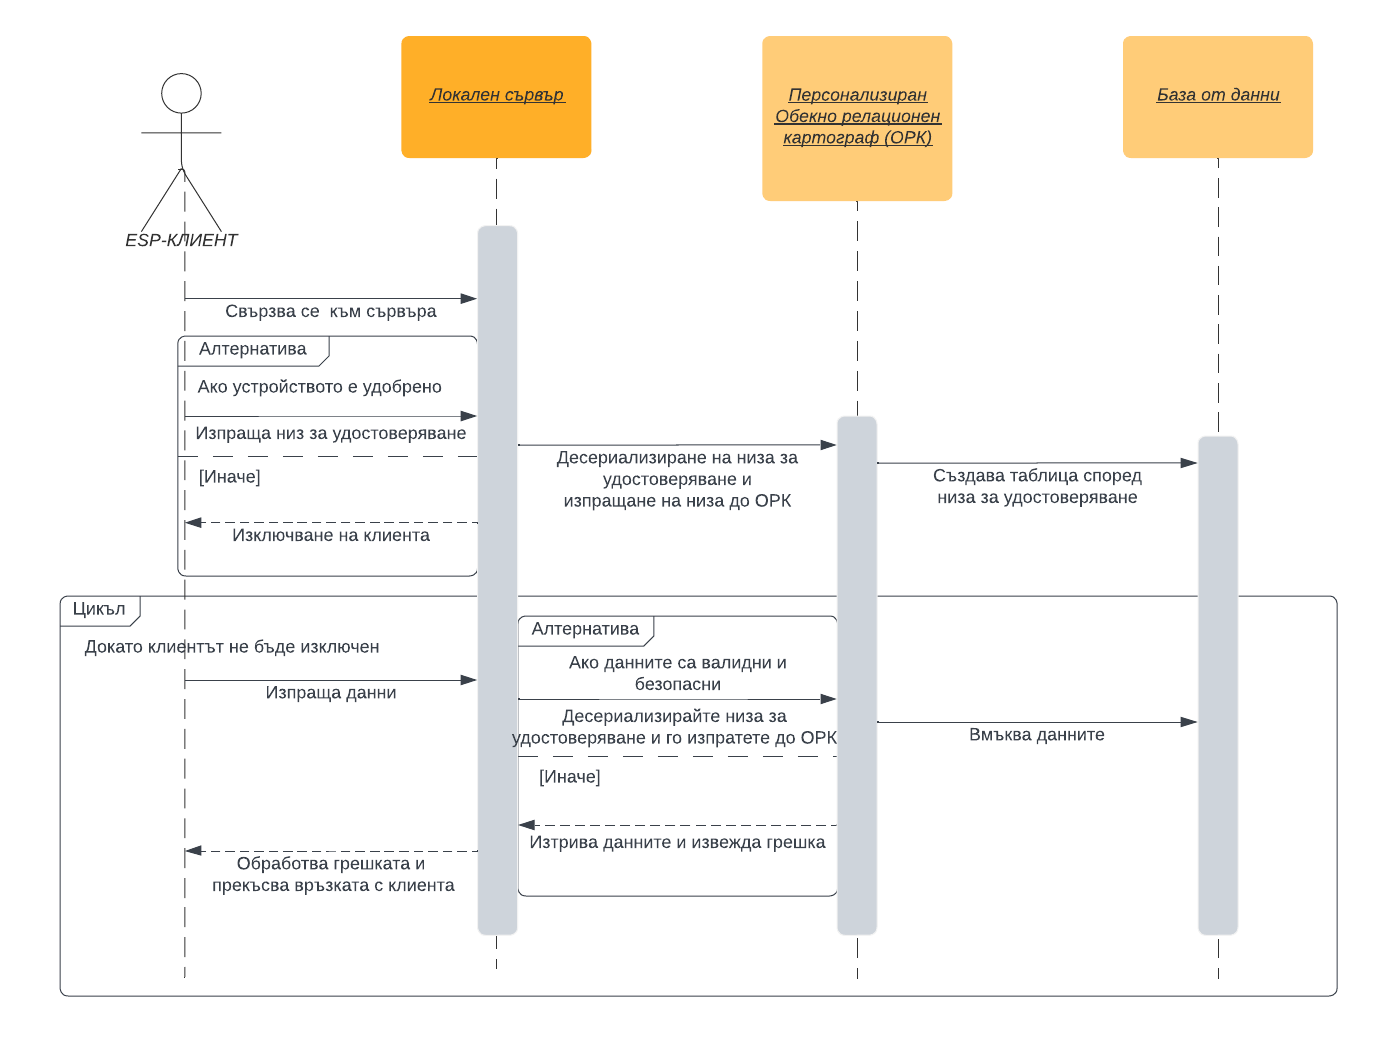 Локален сървър
Персонализиран
Обекно релационен
картограф (ОРК)
База от данни
ESP-КЛИЕНТ
Свързва се  към сървъра
Алтернатива
Ако устройството е удобрено
Изпраща низ за удостоверяване
[Иначе]
Изключване на клиента
Десериализиране на низа за
удостоверяване и
изпращане на низа до ОРК
Създава таблица според
низа за удостоверяване
Цикъл
Докато клиентът не бъде изключен
Изпраща данни
Алтернатива
Ако данните са валидни и
безопасни
Десериализирайте низа за
удостоверяване и го изпратете до ОРК
Вмъква данните
[Иначе]
Изтрива данните и извежда грешка
Обработва грешката и
прекъсва връзката с клиента